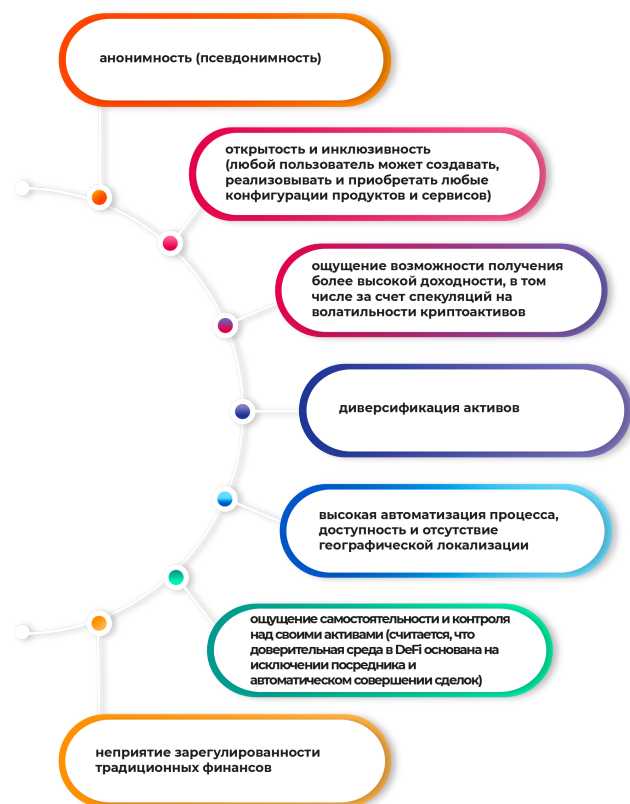 анонимность (псевдонимность)
открытость и инклюзивность
(любой пользователь может создавать,
реализовывать и приобретать любые
конфигурации продуктов и сервисов)
ощущение возможности получения
более высокой доходности, в том
числе за счет спекуляций на
волатильности криптоактивов
диверсификация активов
высокая автоматизация процесса,
доступность и отсутствие
географической локализации
ощущение самостоятельности и контроля
над своими активами (считается, что
доверительная среда в DeFi основана на
исключении посредника и
автоматическом совершении сделок)
неприятие зарегулированности
традиционных финансов